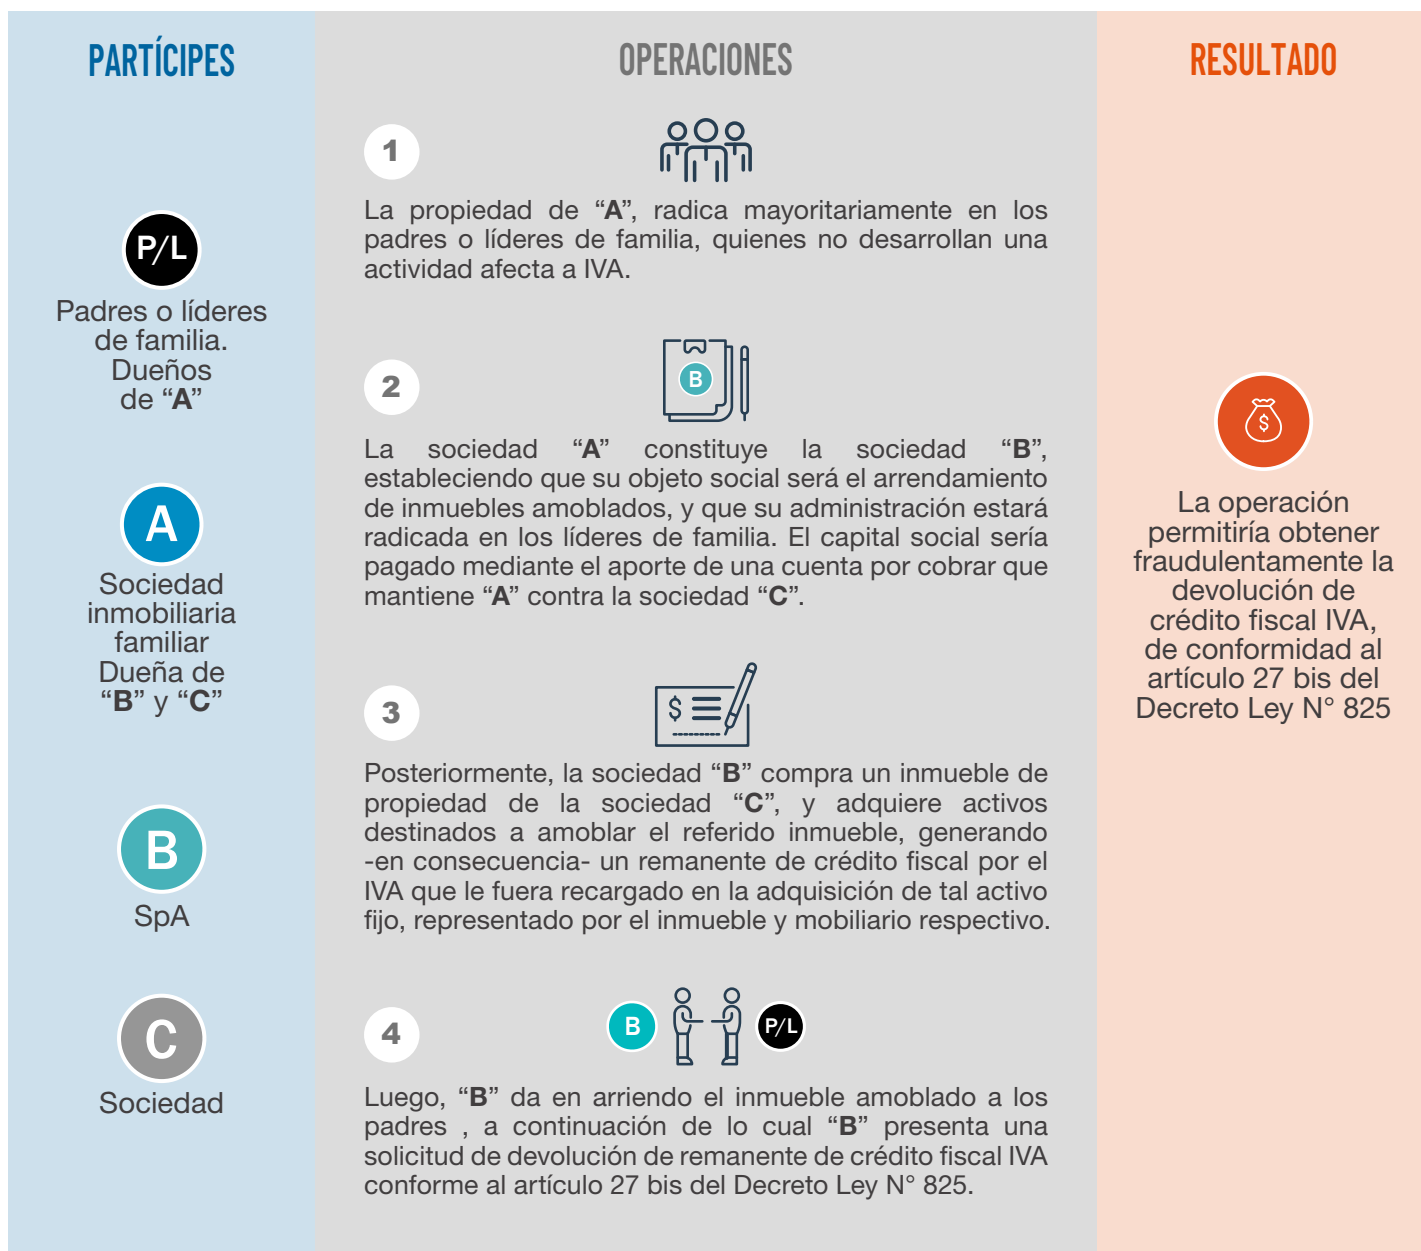 PARTÍCIPES
P/L
Padres o líderes
de familia.
Dueños
de “A”
A
Sociedad
inmobiliaria
familiar
Dueña de
“B” y “C”
B
SpA
C
Sociedad
OPERACIONES
1
La propiedad de “A”, radica mayoritariamente en los
padres o líderes de familia, quienes no desarrollan una
actividad afecta a IVA.
2
B
La sociedad “A” constituye la sociedad “B”,
estableciendo que su objeto social será el arrendamiento
de inmuebles amoblados, y que su administración estará
radicada en los líderes de familia. El capital social sería
pagado mediante el aporte de una cuenta por cobrar que
mantiene “A” contra la sociedad “C”.
3
$
Posteriormente, la sociedad “B” compra un inmueble de
propiedad de la sociedad “C”, y adquiere activos
destinados a amoblar el referido inmueble, generando
-en consecuencia- un remanente de crédito fiscal por el
IVA que le fuera recargado en la adquisición de tal activo
fijo, representado por el inmueble y mobiliario respectivo.
4
B P/L
Luego, “B” da en arriendo el inmueble amoblado a los
padres , a continuación de lo cual “B” presenta una
solicitud de devolución de remanente de crédito fiscal IVA
conforme al artículo 27 bis del Decreto Ley N° 825.
RESULTADO
$
La operación
permitiría obtener
fraudulentamente la
devolución de
crédito fiscal IVA,
de conformidad al
artículo 27 bis del
Decreto Ley N° 825